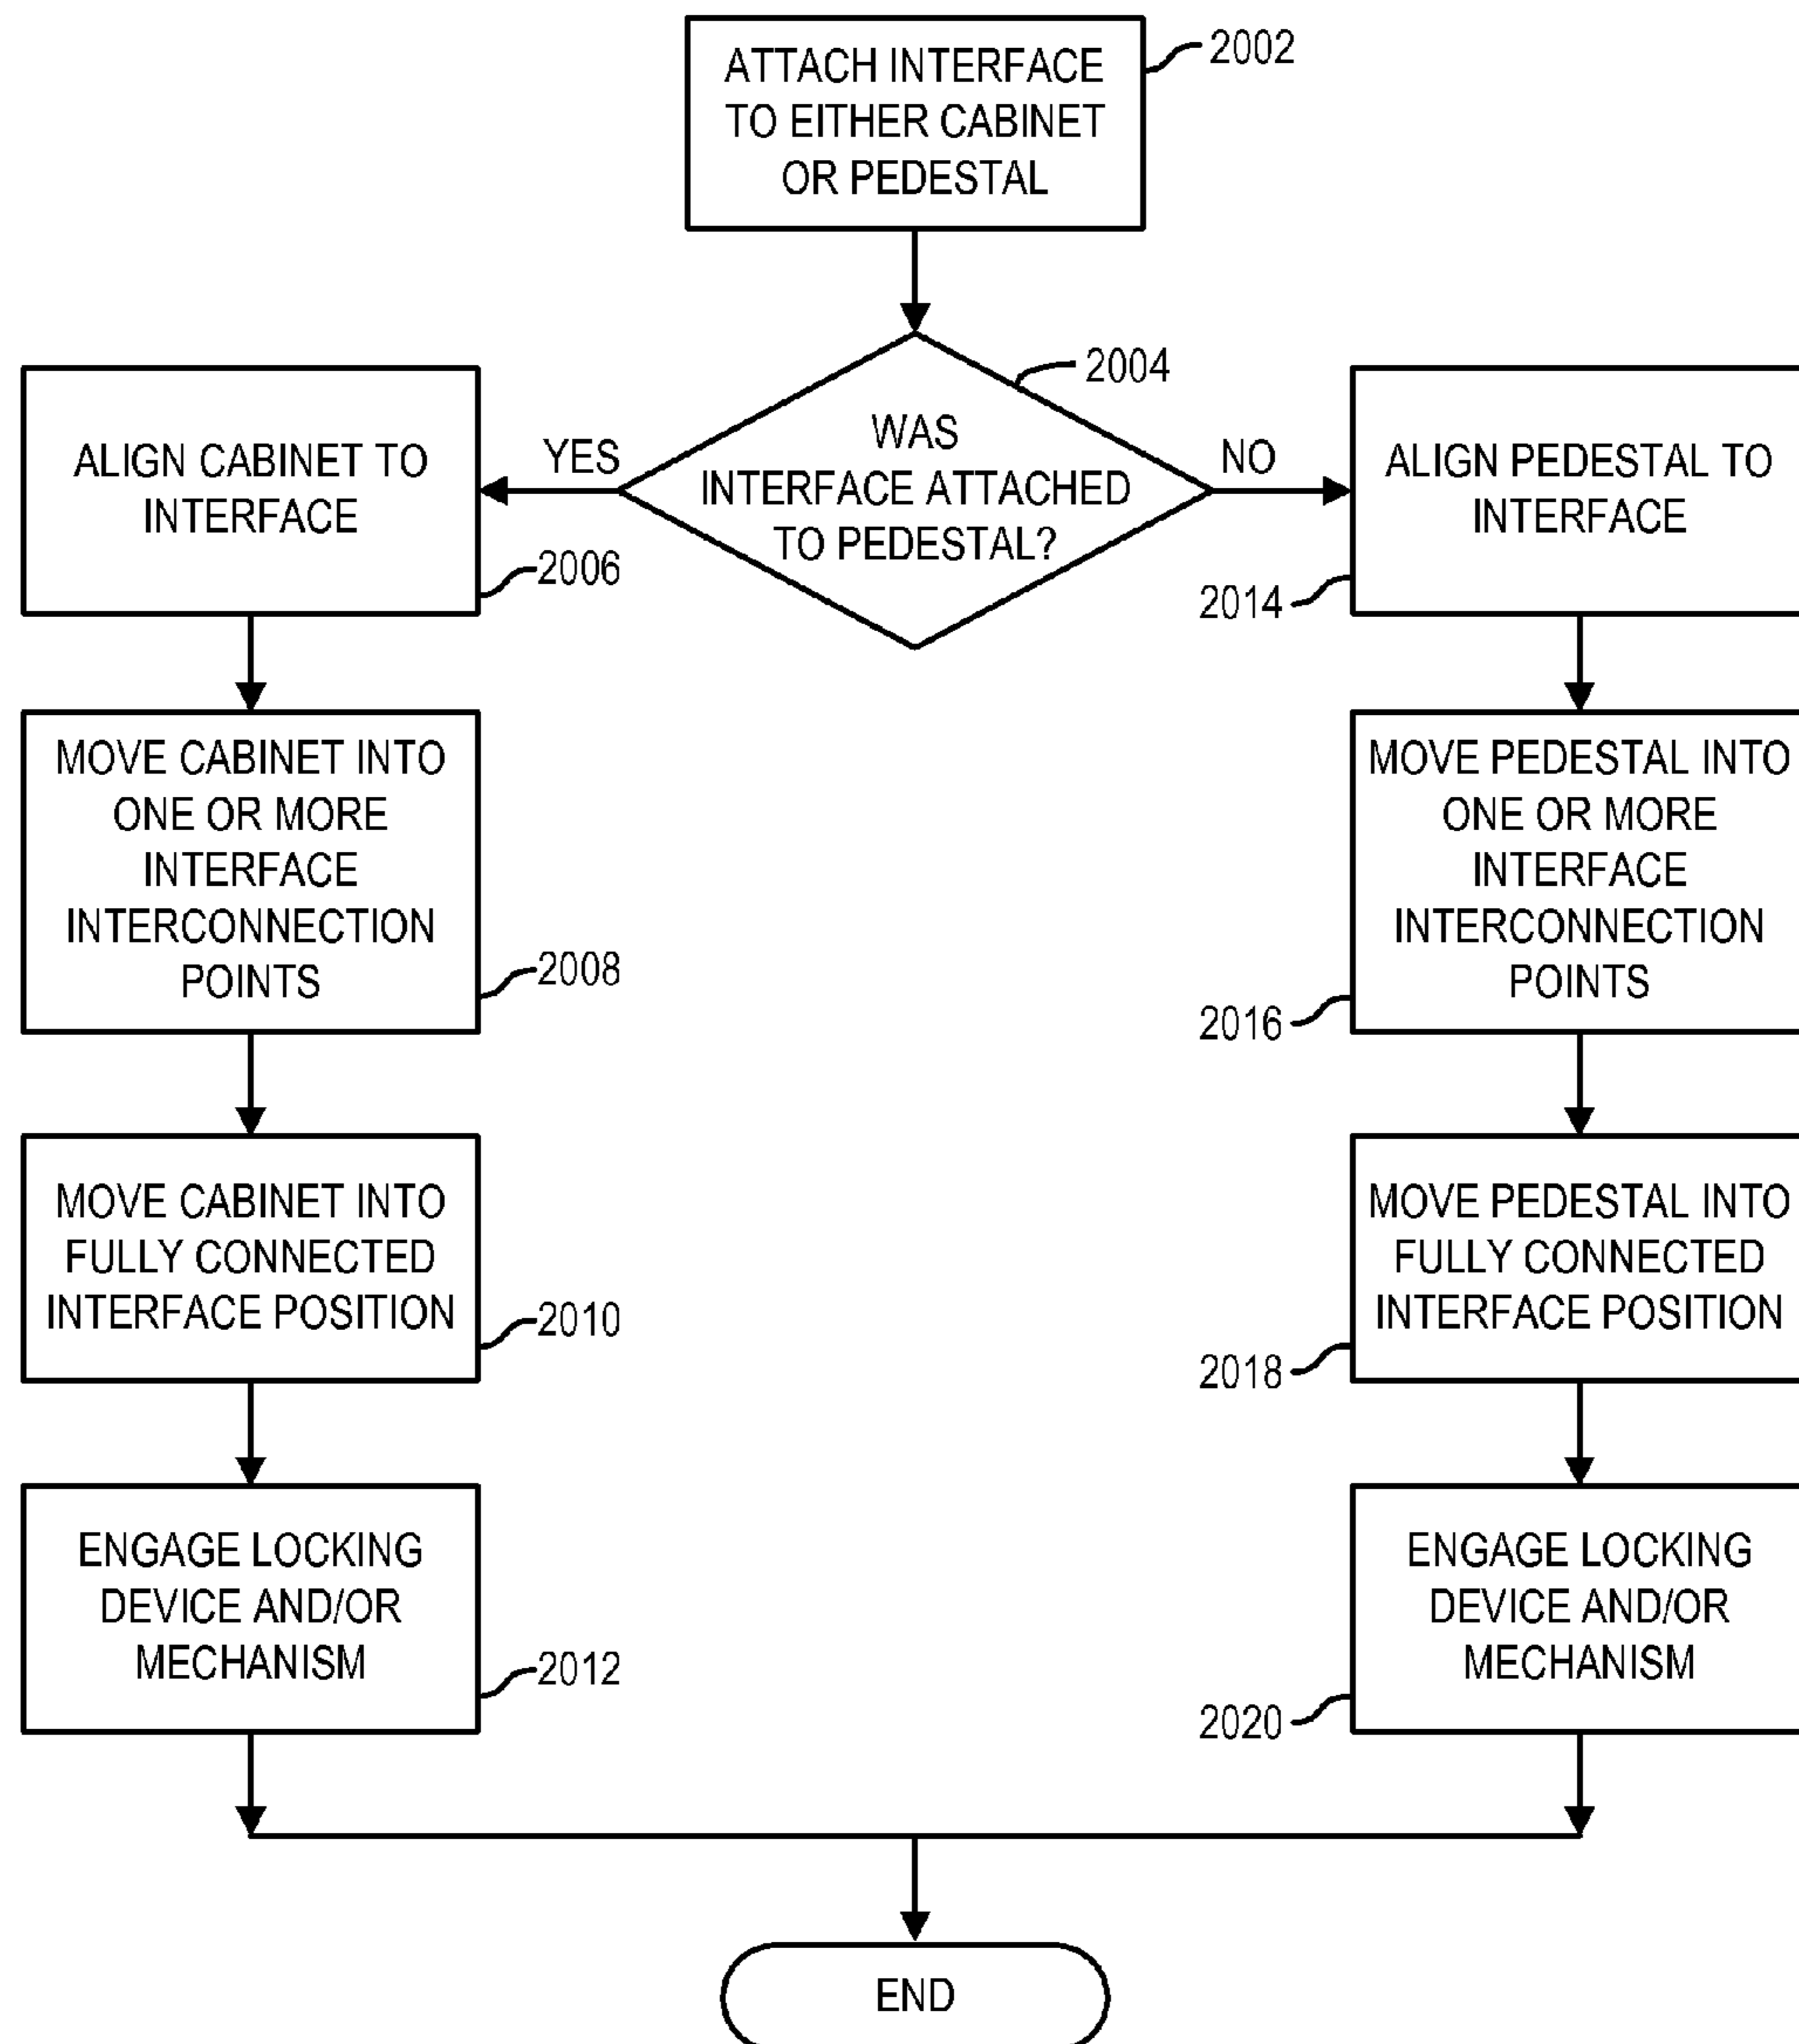 ATTACH INTERFACE
TO EITHER CABINET
OR PEDESTAL
2002
WAS
INTERFACE ATTACHED
TO PEDESTAL?
2004
YES
NO
ALIGN CABINET TO
INTERFACE
2006
MOVE CABINET INTO
ONE OR MORE
INTERFACE
INTERCONNECTION
POINTS
2008
MOVE CABINET INTO
FULLY CONNECTED
INTERFACE POSITION
2010
ENGAGE LOCKING
DEVICE AND/OR
MECHANISM
2012
ALIGN PEDESTAL TO
INTERFACE
2014
MOVE PEDESTAL INTO
ONE OR MORE
INTERFACE
INTERCONNECTION
POINTS
2016
MOVE PEDESTAL INTO
FULLY CONNECTED
INTERFACE POSITION
2018
ENGAGE LOCKING
DEVICE AND/OR
MECHANISM
2020
END